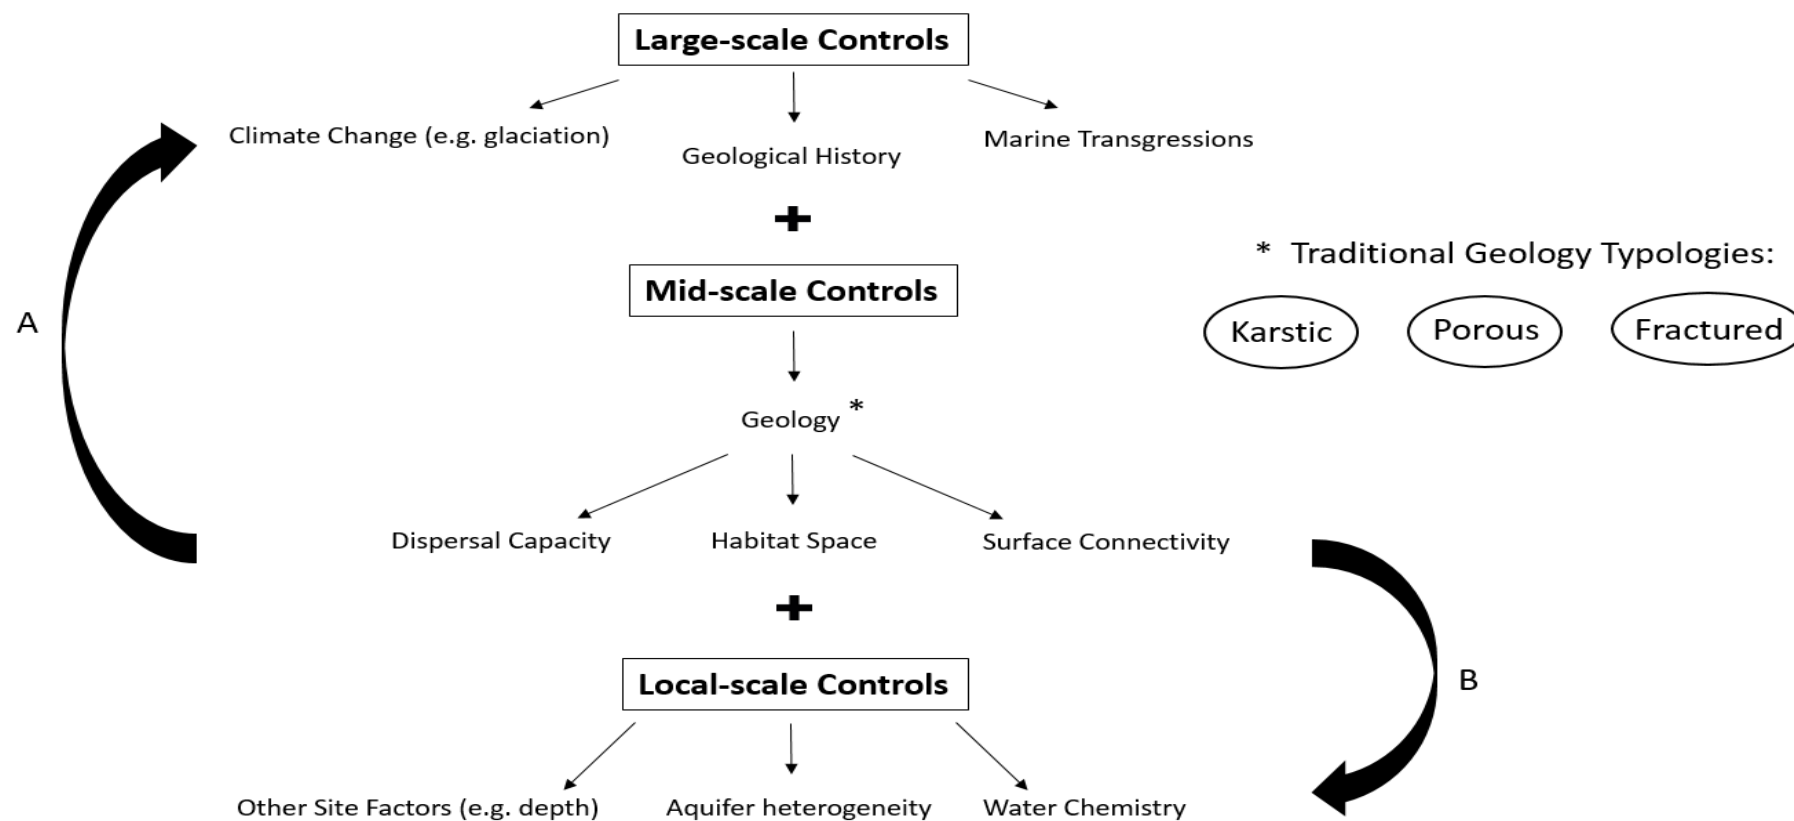 Large-scale Controls
Climate Change (e.g. glaciation)
Geological History
Marine Transgressions
+
Mid-scale Controls
* Traditional Geology Typologies:
Karstic
Porous
Fractured
A
Geology *
Dispersal Capacity
Habitat Space
Surface Connectivity
+
Local-scale Controls
B
Other Site Factors (e.g. depth)
Aquifer heterogeneity
Water Chemistry